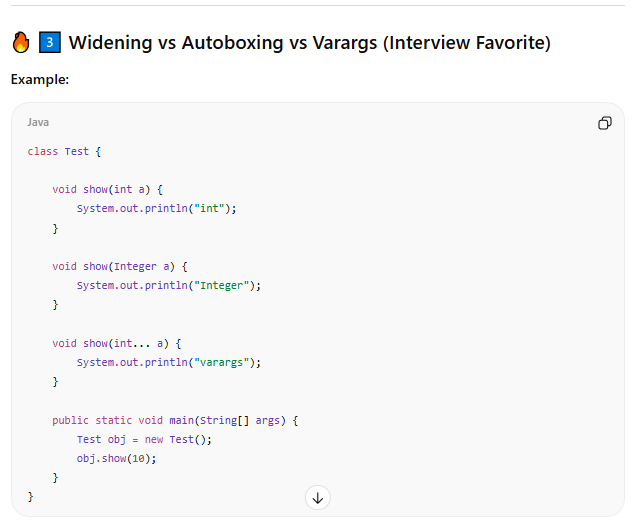 🔥 3️⃣ Widening vs Autoboxing vs Varargs (Interview Favorite)
Example:
Java
class Test {
    void show(int a) {
        System.out.println("int");
    }
    void show(Integer a) {
        System.out.println("Integer");
    }
    void show(int... a) {
        System.out.println("varargs");
    }
    public static void main(String[] args) {
        Test obj = new Test();
        obj.show(10);
    }
}